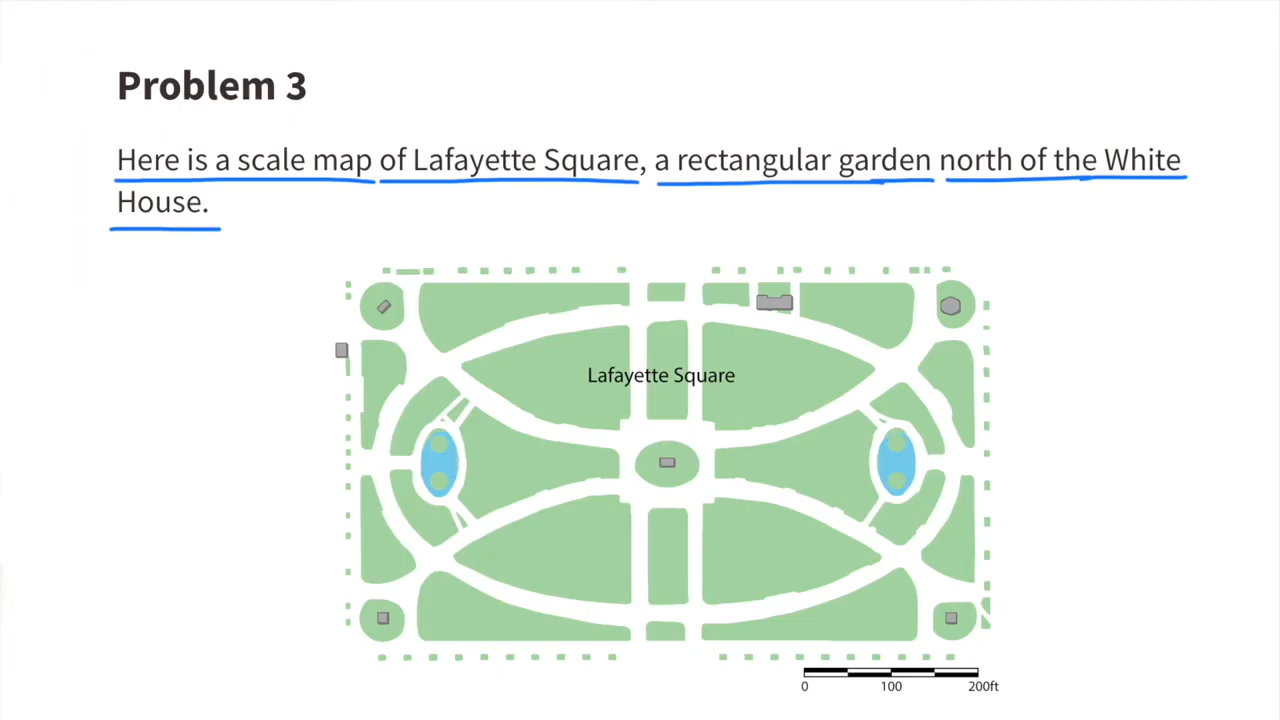 Problem 3
Here is a scale map of Lafayette Square, a rectangular garden north of the White
House.
Lafayette Square
0 100 200ft